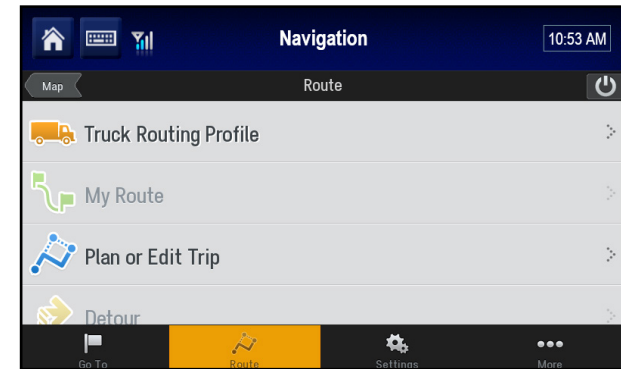 Navigation
10:53 AM
Map
Route
Truck Routing Profile
My Route
Plan or Edit Trip
Detour
Go To
Route
Settings
More